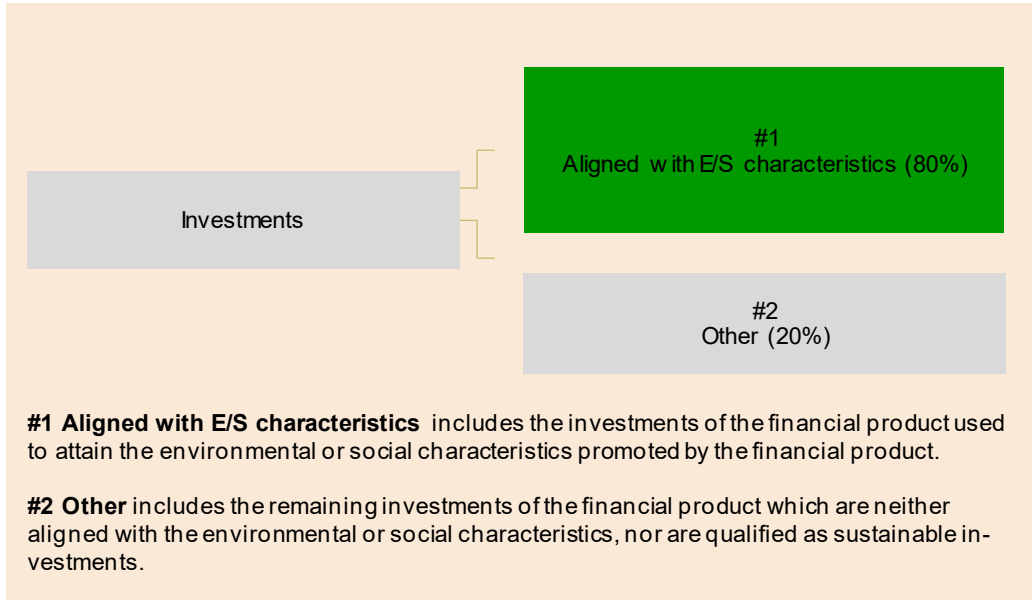 #1
Aligned with E/S characteristics (80%)
Investments
#2
Other (20%)
#1 Aligned with E/S characteristics includes the investments of the financial product used
to attain the environmental or social characteristics promoted by the financial product.
#2 Other includes the remaining investments of the financial product which are neither
aligned with the environmental or social characteristics, nor are qualified as sustainable in-
vestments.